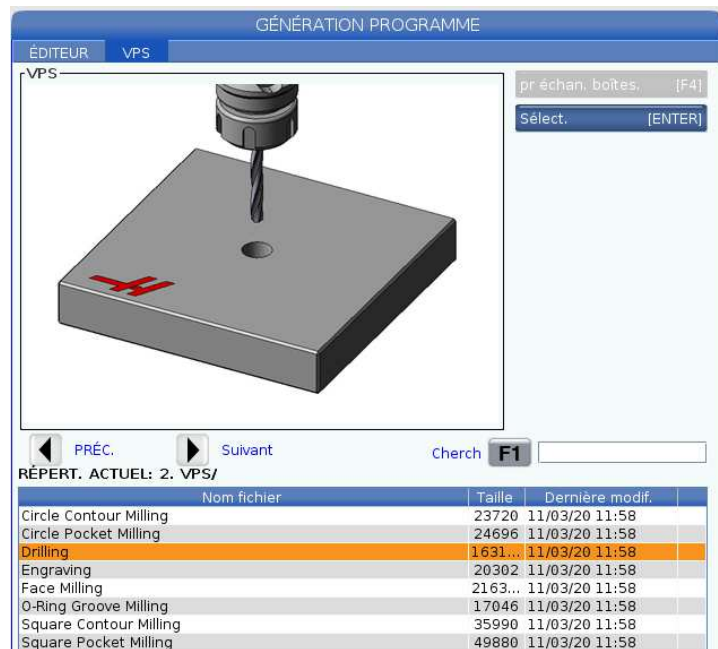 GÉNÉRATION PROGRAMME
ÉDITEUR VPS
VPS
pr échan. boîtes. [F4]
Sélect. [ENTER]
PRÉC. Suivant Cherch F1
RÉPERT. ACTUEL: 2. VPS/
Nom fichier Taille Dernière modif.
Circle Contour Milling 23720 11/03/20 11:58
Circle Pocket Milling 24696 11/03/20 11:58
Drilling 1631... 11/03/20 11:58
Engraving 20302 11/03/20 11:58
Face Milling 2163... 11/03/20 11:58
O-Ring Groove Milling 17046 11/03/20 11:58
Square Contour Milling 35990 11/03/20 11:58
Square Pocket Milling 49880 11/03/20 11:58